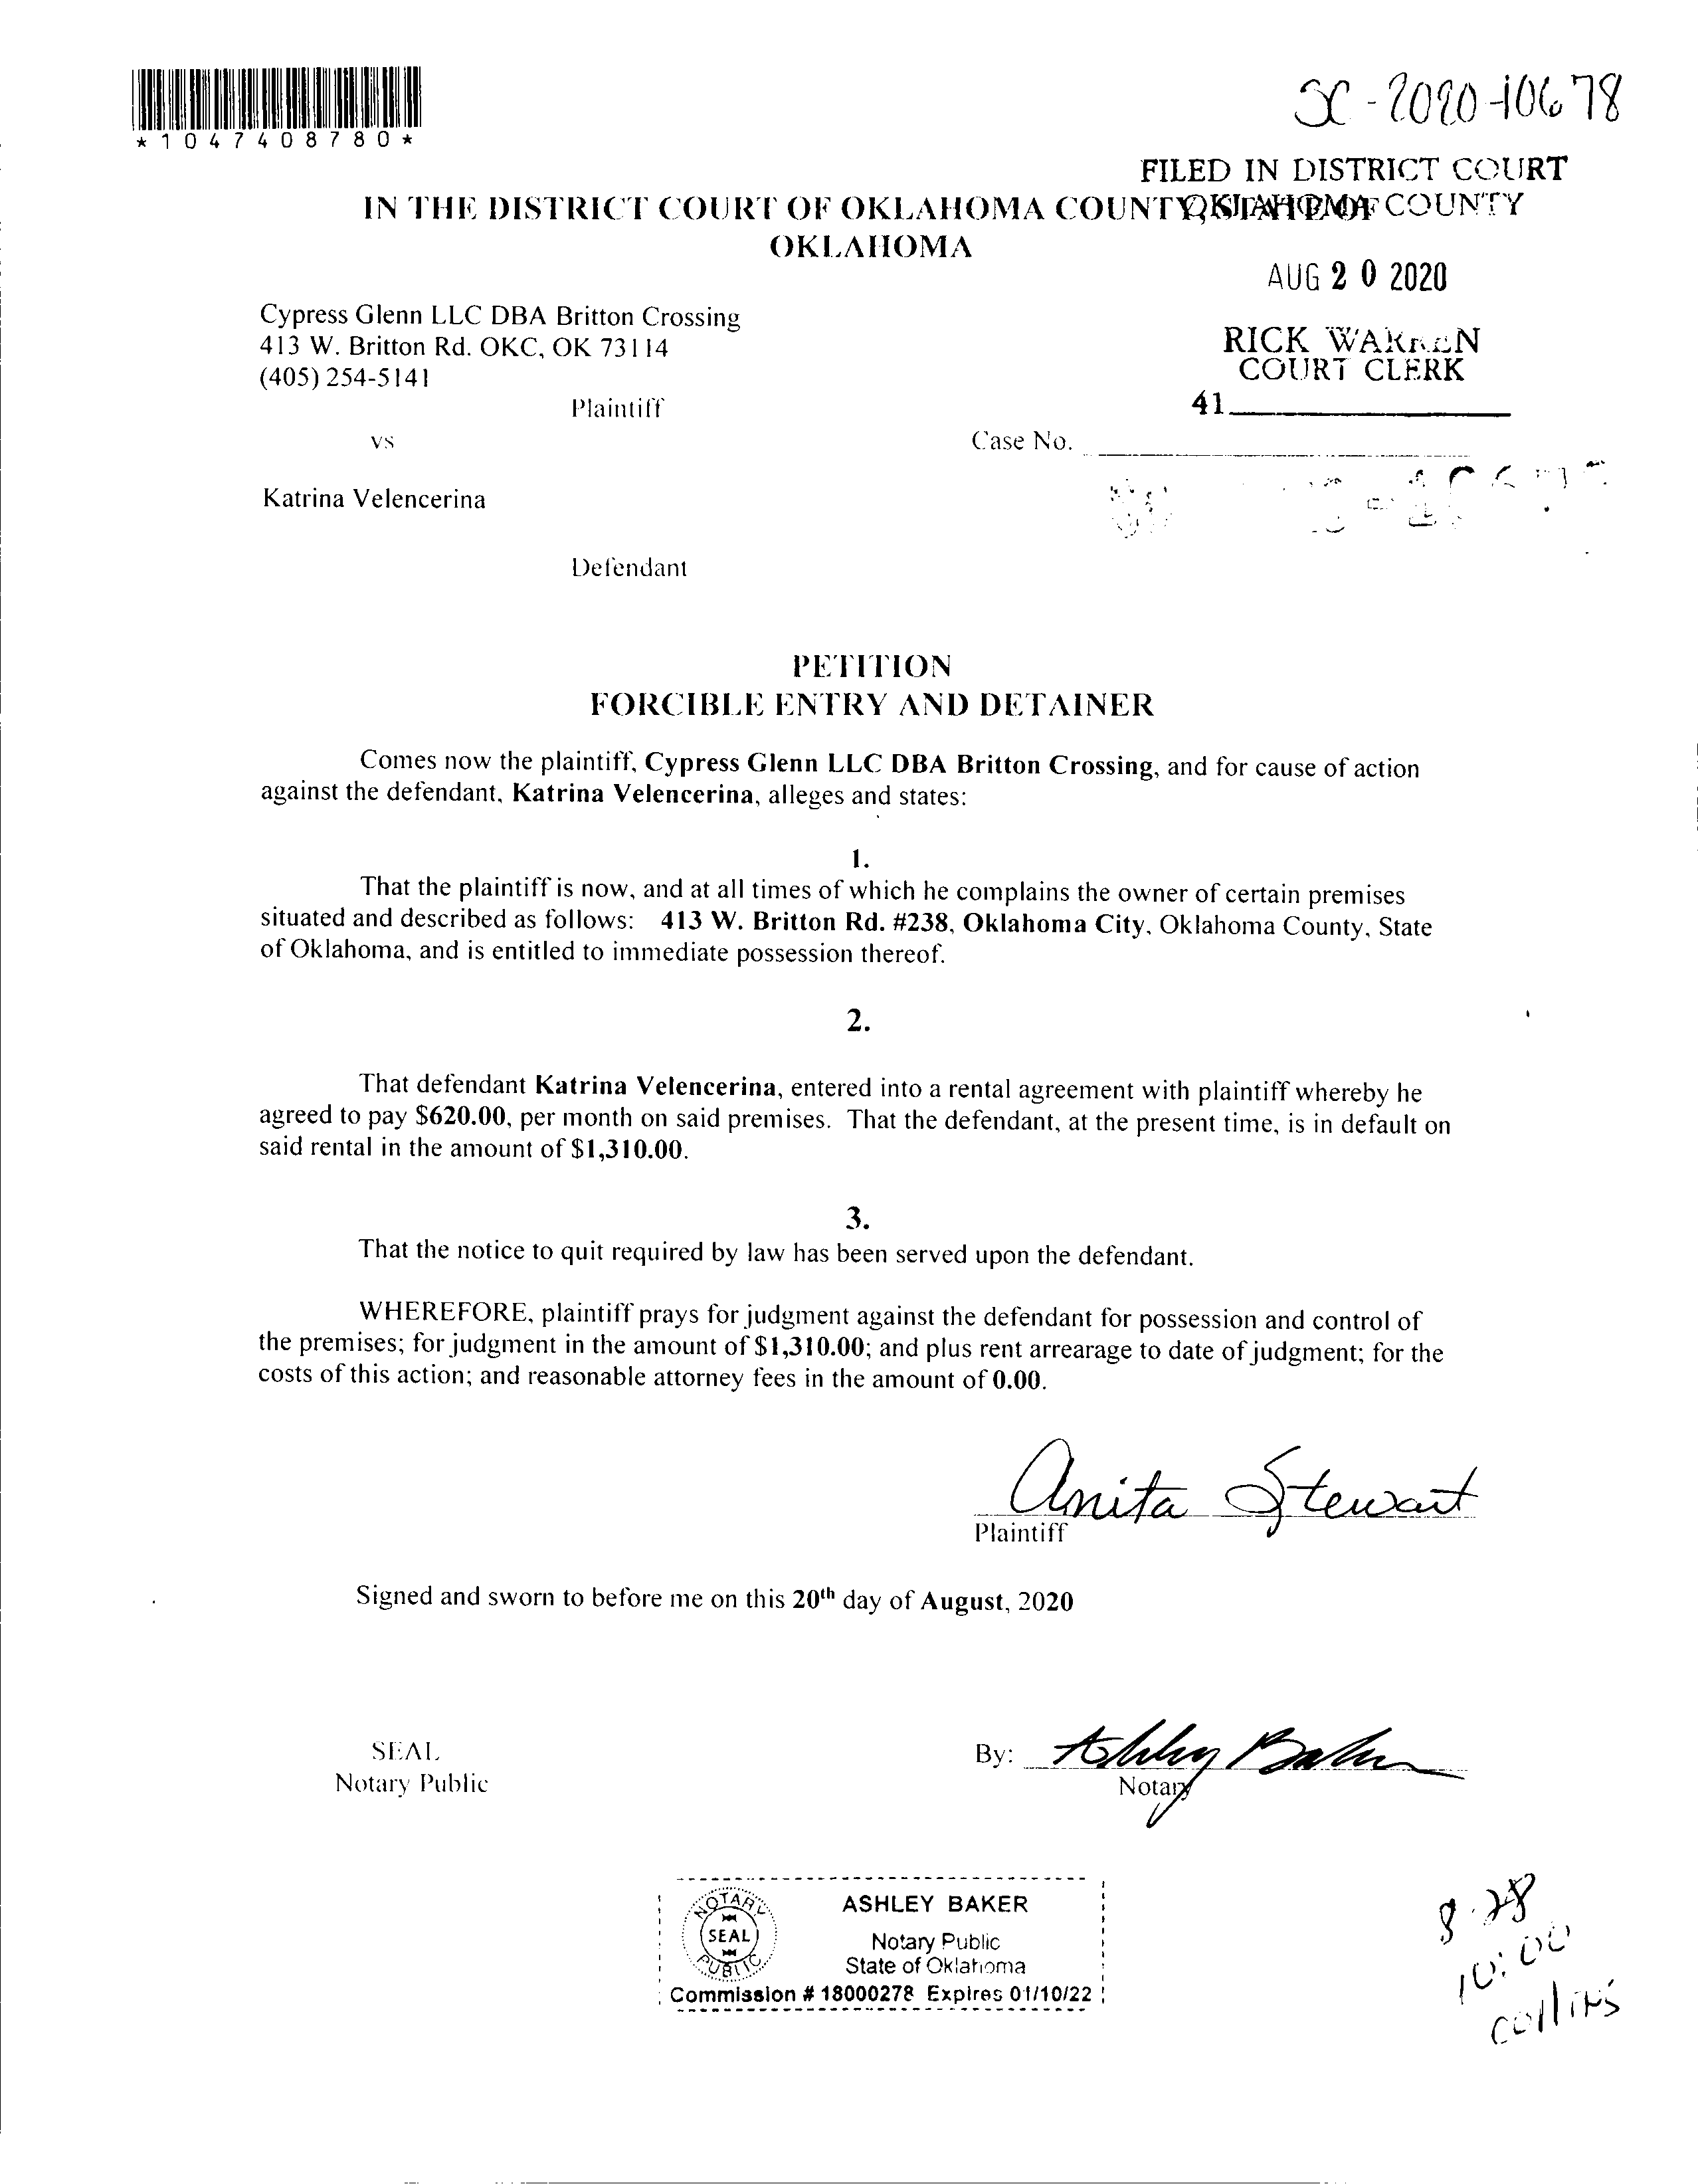 *1047408780*
SC-2020-10678
FILED IN DISTRICT COURT
OKLAHOMA COUNTY
IN THE DISTRICT COURT OF OKLAHOMA COUNTY, STATE OF
OKLAHOMA
AUG 20 2020
RICK WARREN
COURT CLERK
41
Cypress Glenn LLC DBA Britton Crossing
413 W. Britton Rd. OKC, OK 73114
(405) 254-5141
Plaintiff
vs
Case No.
Katrina Velencerina
Defendant
PETITION
FORCIBLE ENTRY AND DETAINER
Comes now the plaintiff, Cypress Glenn LLC DBA Britton Crossing, and for cause of action
against the defendant, Katrina Velencerina, alleges and states:
1.
That the plaintiff is now, and at all times of which he complains the owner of certain premises
situated and described as follows: 413 W. Britton Rd. #238, Oklahoma City, Oklahoma County, State
of Oklahoma, and is entitled to immediate possession thereof.
2.
That defendant Katrina Velencerina, entered into a rental agreement with plaintiff whereby he
agreed to pay $620.00, per month on said premises. That the defendant, at the present time, is in default on
said rental in the amount of $1,310.00.
3.
That the notice to quit required by law has been served upon the defendant.
WHEREFORE, plaintiff prays for judgment against the defendant for possession and control of
the premises; for judgment in the amount of $1,310.00; and plus rent arrearage to date of judgment; for the
costs of this action; and reasonable attorney fees in the amount of 0.00.
Anita Stewart
Plaintiff
Signed and sworn to before me on this 20th day of August, 2020
SEAL
Notary Public
By: Ashley Baker
Notary
NOTARY
SEAL
PUBLIC
ASHLEY BAKER
Notary Public
State of Oklahoma
Commission # 18000278 Expires 01/10/22
8-28
10:00
collins